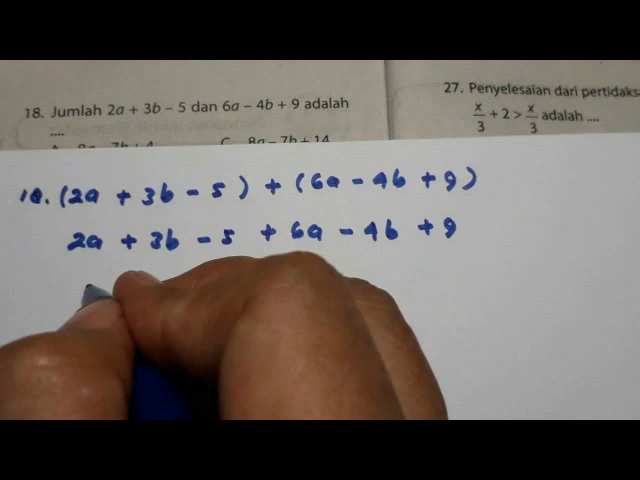 18. Jumlah 2a + 3b – 5 dan 6a – 4b + 9 adalah
....
27. Penyelesaian dari pertidaks
x/3 + 2 > x/3 adalah ....
18. (2a + 3b - 5) + (6a - 4b + 9)
2a + 3b - 5 + 6a - 4b + 9